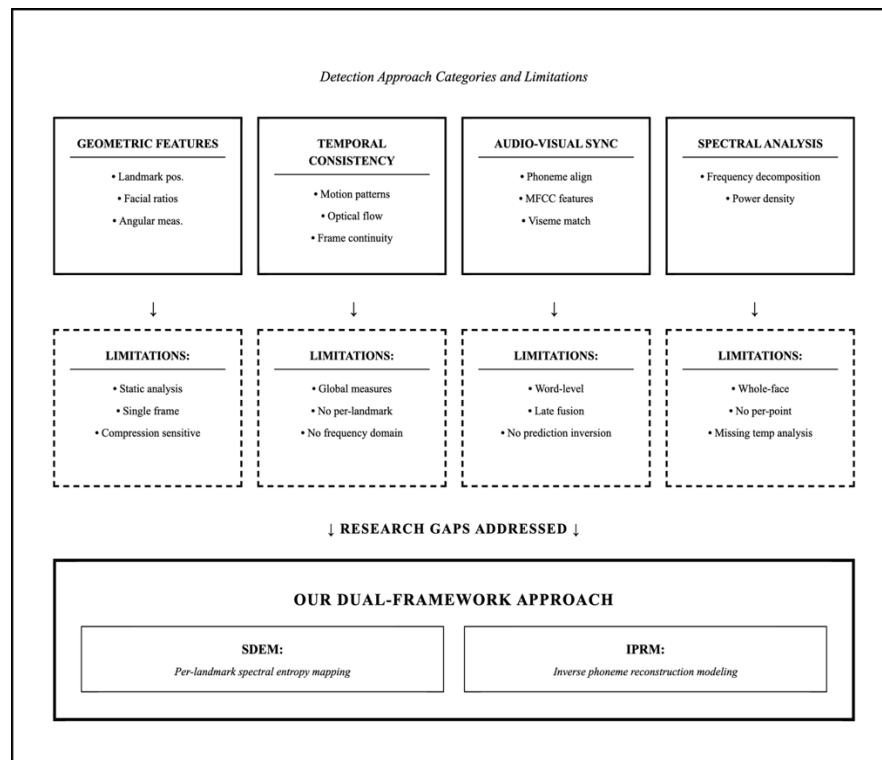 Detection Approach Categories and Limitations
GEOMETRIC FEATURES
• Landmark pos.
• Facial ratios
• Angular meas.
TEMPORAL
CONSISTENCY
• Motion patterns
• Optical flow
• Frame continuity
AUDIO-VISUAL SYNC
• Phoneme align
• MFCC features
• Viseme match
SPECTRAL ANALYSIS
• Frequency decomposition
• Power density
↓ ↓ ↓ ↓
LIMITATIONS:
• Static analysis
• Single frame
• Compression sensitive
LIMITATIONS:
• Global measures
• No per-landmark
• No frequency domain
LIMITATIONS:
• Word-level
• Late fusion
• No prediction inversion
LIMITATIONS:
• Whole-face
• No per-point
• Missing temp analysis
↓ RESEARCH GAPS ADDRESSED ↓
OUR DUAL-FRAMEWORK APPROACH
SDEM:
Per-landmark spectral entropy mapping
IPRM:
Inverse phoneme reconstruction modeling